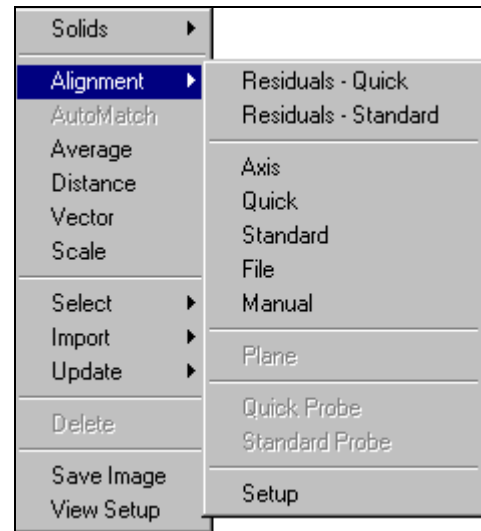 Solids
Alignment
AutoMatch
Average
Distance
Vector
Scale
Select
Import
Update
Delete
Save Image
View Setup
Residuals - Quick
Residuals - Standard
Axis
Quick
Standard
File
Manual
Plane
Quick Probe
Standard Probe
Setup